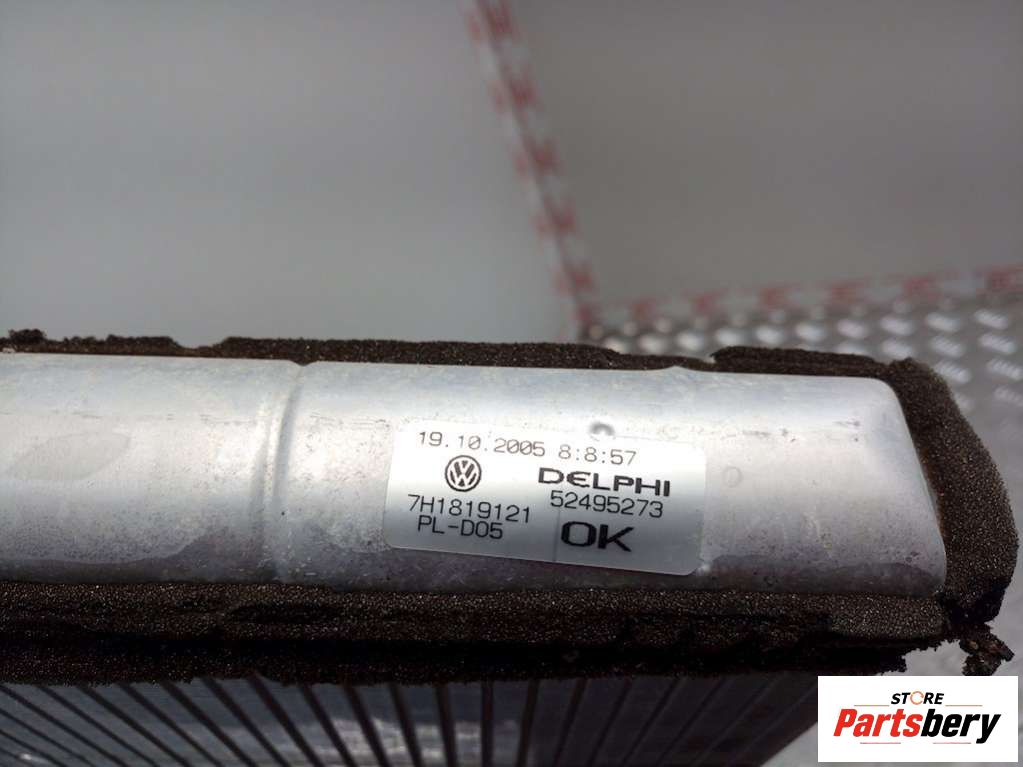 19.10.2005 8:8:57
DELPHI
7H1819121 52495273
PL-D05 OK
STORE
Partsbery